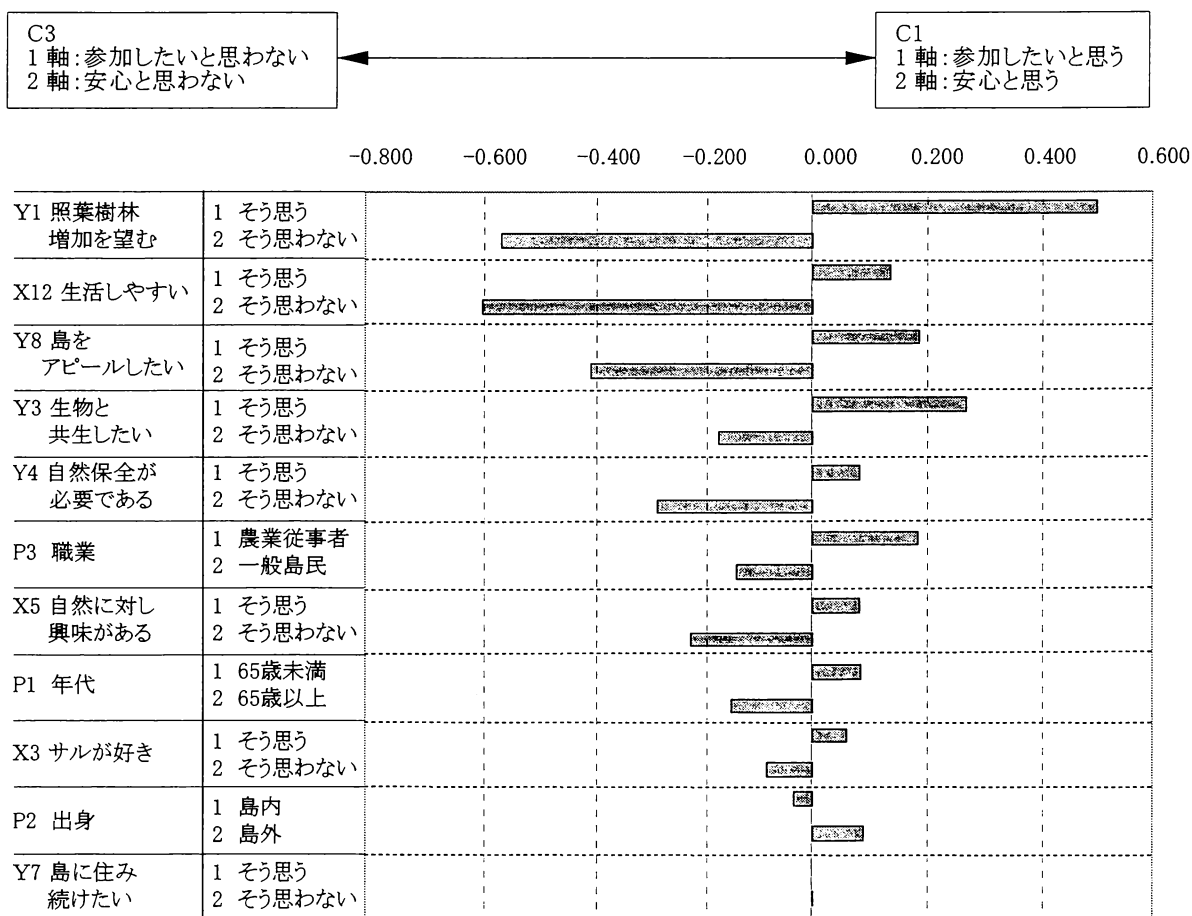 C3
1 軸:参加したいと思わない
2 軸:安心と思わない
C1
1 軸:参加したいと思う
2 軸:安心と思う
-0.800 -0.600 -0.400 -0.200 0.000 0.200 0.400 0.600
Y1 照葉樹林
増加を望む
1 そう思う
2 そう思わない
X12 生活しやすい
1 そう思う
2 そう思わない
Y8 島を
アピールしたい
1 そう思う
2 そう思わない
Y3 生物と
共生したい
1 そう思う
2 そう思わない
Y4 自然保全が
必要である
1 そう思う
2 そう思わない
P3 職業
1 農業従事者
2 一般島民
X5 自然に対し
興味がある
1 そう思う
2 そう思わない
P1 年代
1 65歳未満
2 65歳以上
X3 サルが好き
1 そう思う
2 そう思わない
P2 出身
1 島内
2 島外
Y7 島に住み
続けたい
1 そう思う
2 そう思わない